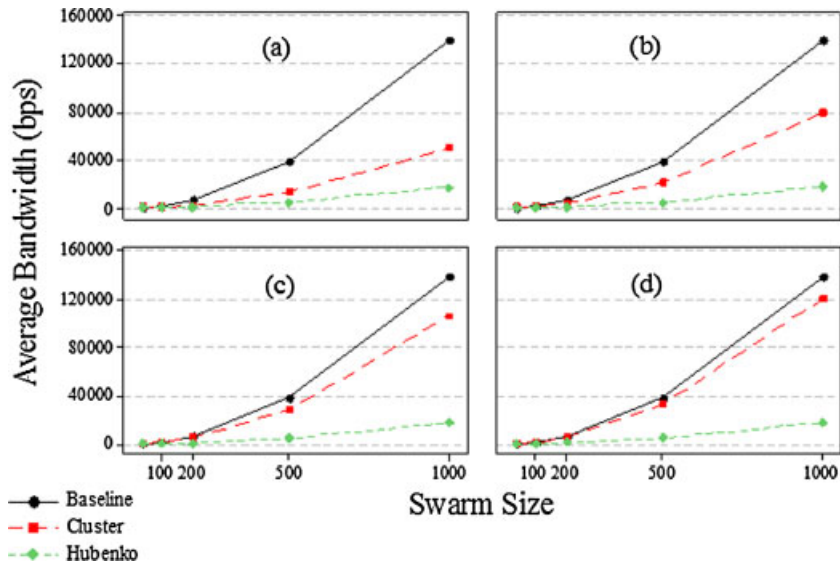 160000
120000
80000
40000
0
(a)
(b)
160000
120000
80000
40000
0
(c)
(d)
Average Bandwidth (bps)
100 200 500 1000
100 200 500 1000
Swarm Size
Baseline
Cluster
Hubenko